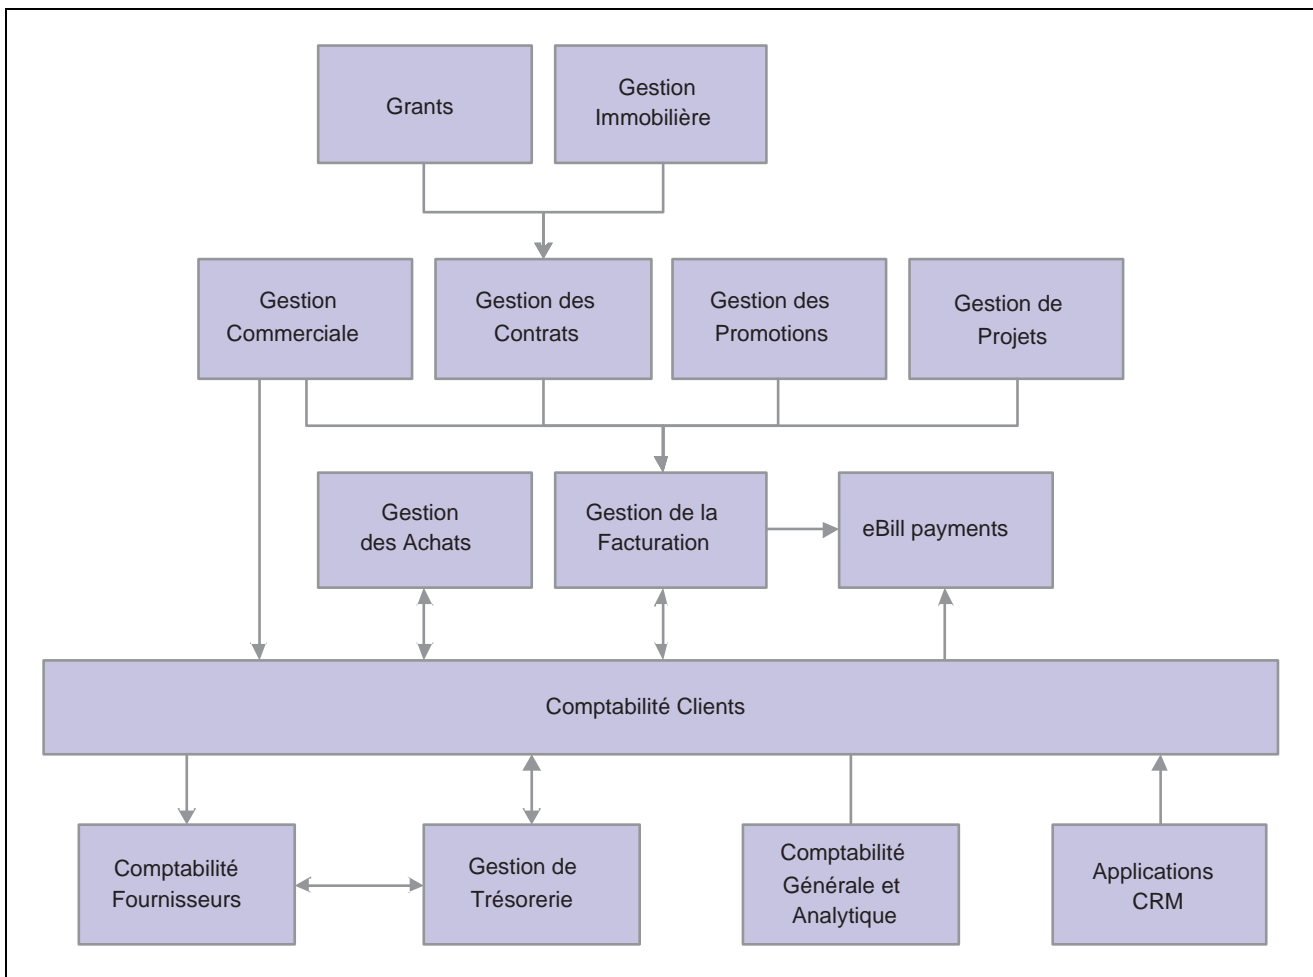 Grants
Gestion
Immobilière
Gestion
Commerciale
Gestion des
Contrats
Gestion des
Promotions
Gestion de
Projets
Gestion
des Achats
Gestion de la
Facturation
eBill payments
Comptabilité Clients
Comptabilité
Fournisseurs
Gestion de
Trésorerie
Comptabilité
Générale et
Analytique
Applications
CRM